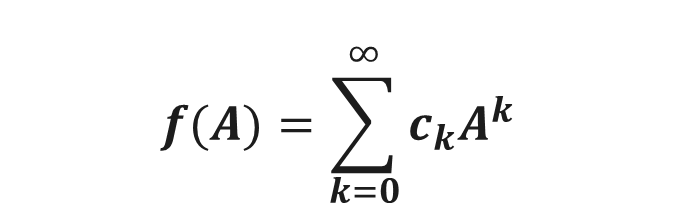 f(A) = ∑_{k=0}^{∞} c_k A^k